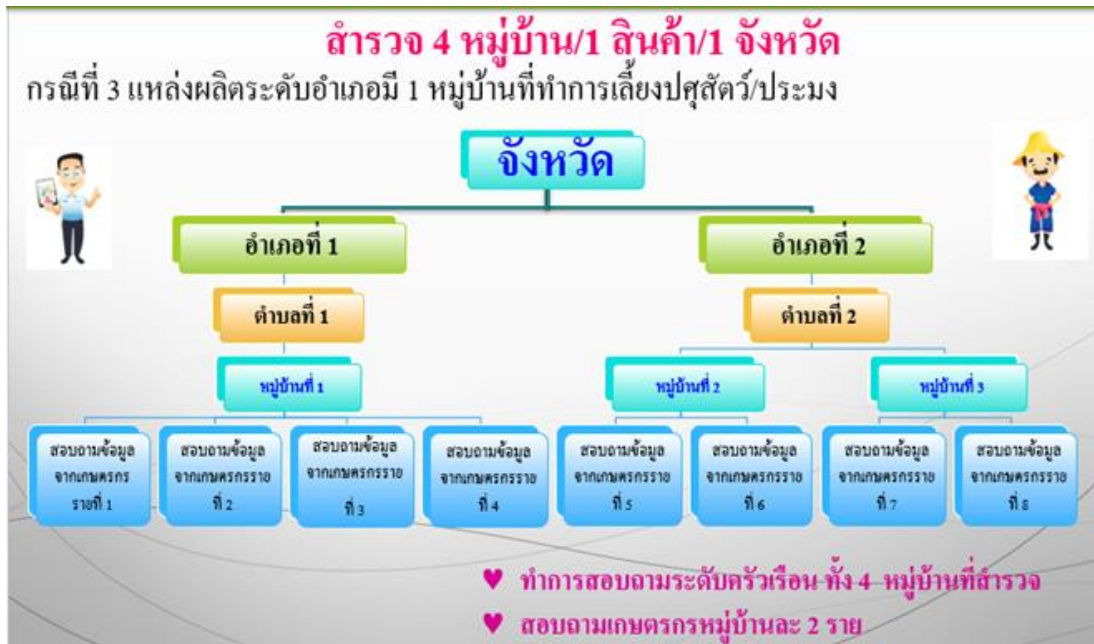 สำรวจ 4 หมู่บ้าน/1 สินค้า/1 จังหวัด
กรณีที่ 3 แหล่งผลิตระดับอำเภอมี 1 หมู่บ้านที่ทำการเลี้ยงปศุสัตว์/ประมง
จังหวัด
อำเภอที่ 1
อำเภอที่ 2
ตำบลที่ 1
ตำบลที่ 2
หมู่บ้านที่ 1
หมู่บ้านที่ 2
หมู่บ้านที่ 3
สอบถามข้อมูล
จากเกษตรกร
รายที่ 1
สอบถามข้อมูล
จากเกษตรกรราย
ที่ 2
สอบถามข้อมูล
จากเกษตรกรราย
ที่ 3
สอบถามข้อมูล
จากเกษตรกรราย
ที่ 4
สอบถามข้อมูล
จากเกษตรกรราย
ที่ 5
สอบถามข้อมูล
จากเกษตรกรราย
ที่ 6
สอบถามข้อมูล
จากเกษตรกรราย
ที่ 7
สอบถามข้อมูล
จากเกษตรกรราย
ที่ 8
♥ ทำการสอบถามระดับครัวเรือน ทั้ง 4 หมู่บ้านที่สำรวจ
♥ สอบถามเกษตรกรหมู่บ้านละ 2 ราย